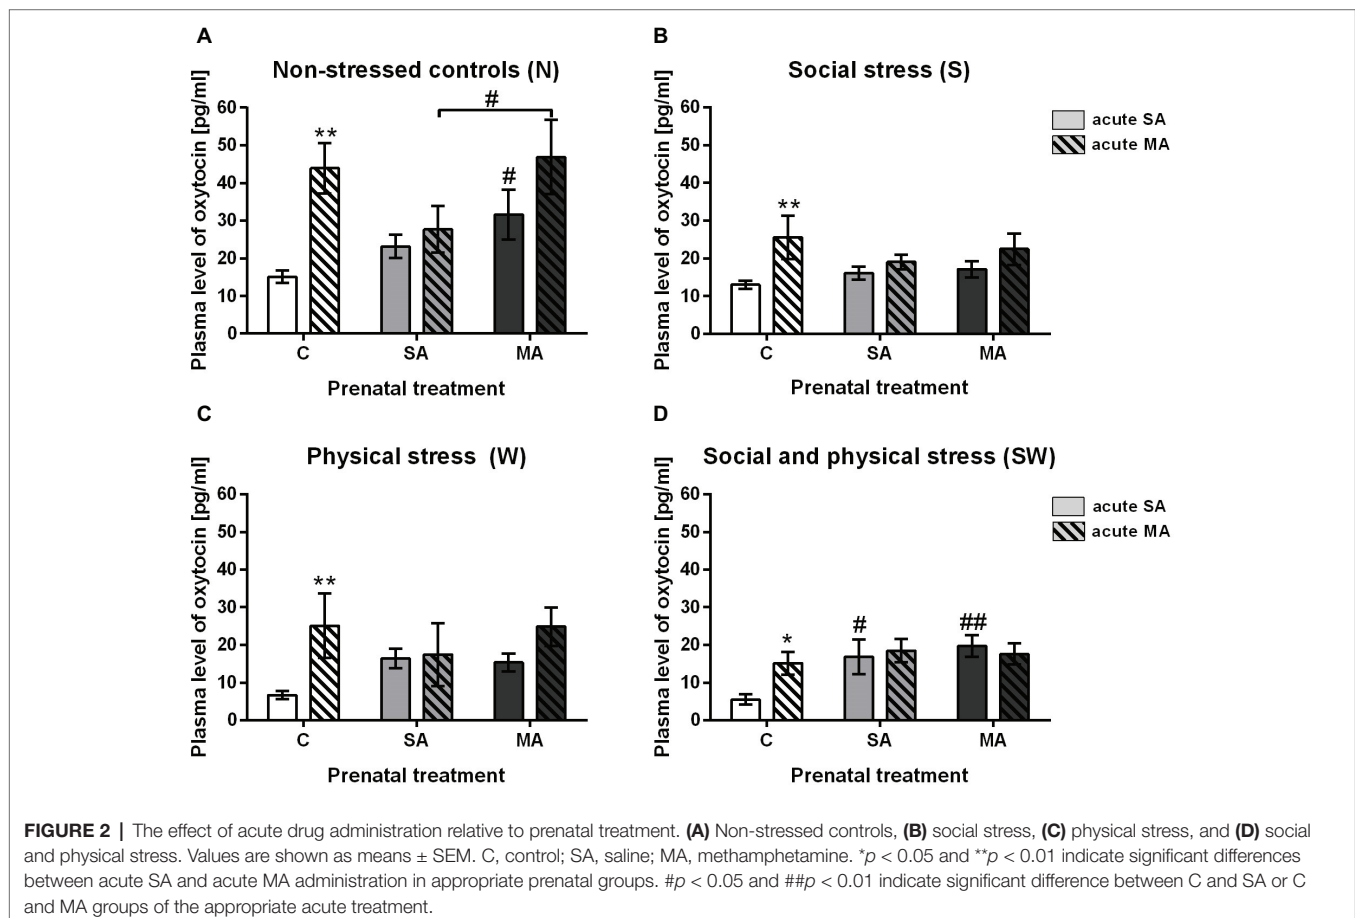 A
Non-stressed controls (N)
Plasma level of oxytocin [pg/ml]
60
50
40
30
20
10
0
**
#
#
C
SA
MA
Prenatal treatment
B
Social stress (S)
Plasma level of oxytocin [pg/ml]
60
50
40
30
20
10
0
**
C
SA
MA
Prenatal treatment
acute SA
acute MA
C
Physical stress (W)
Plasma level of oxytocin [pg/ml]
60
50
40
30
20
10
0
**
C
SA
MA
Prenatal treatment
D
Social and physical stress (SW)
Plasma level of oxytocin [pg/ml]
60
50
40
30
20
10
0
*
#
##
C
SA
MA
Prenatal treatment
acute SA
acute MA
FIGURE 2 | The effect of acute drug administration relative to prenatal treatment. (A) Non-stressed controls, (B) social stress, (C) physical stress, and (D) social
and physical stress. Values are shown as means ± SEM. C, control; SA, saline; MA, methamphetamine. *p < 0.05 and **p < 0.01 indicate significant differences
between acute SA and acute MA administration in appropriate prenatal groups. #p < 0.05 and ##p < 0.01 indicate significant difference between C and SA or C
and MA groups of the appropriate acute treatment.